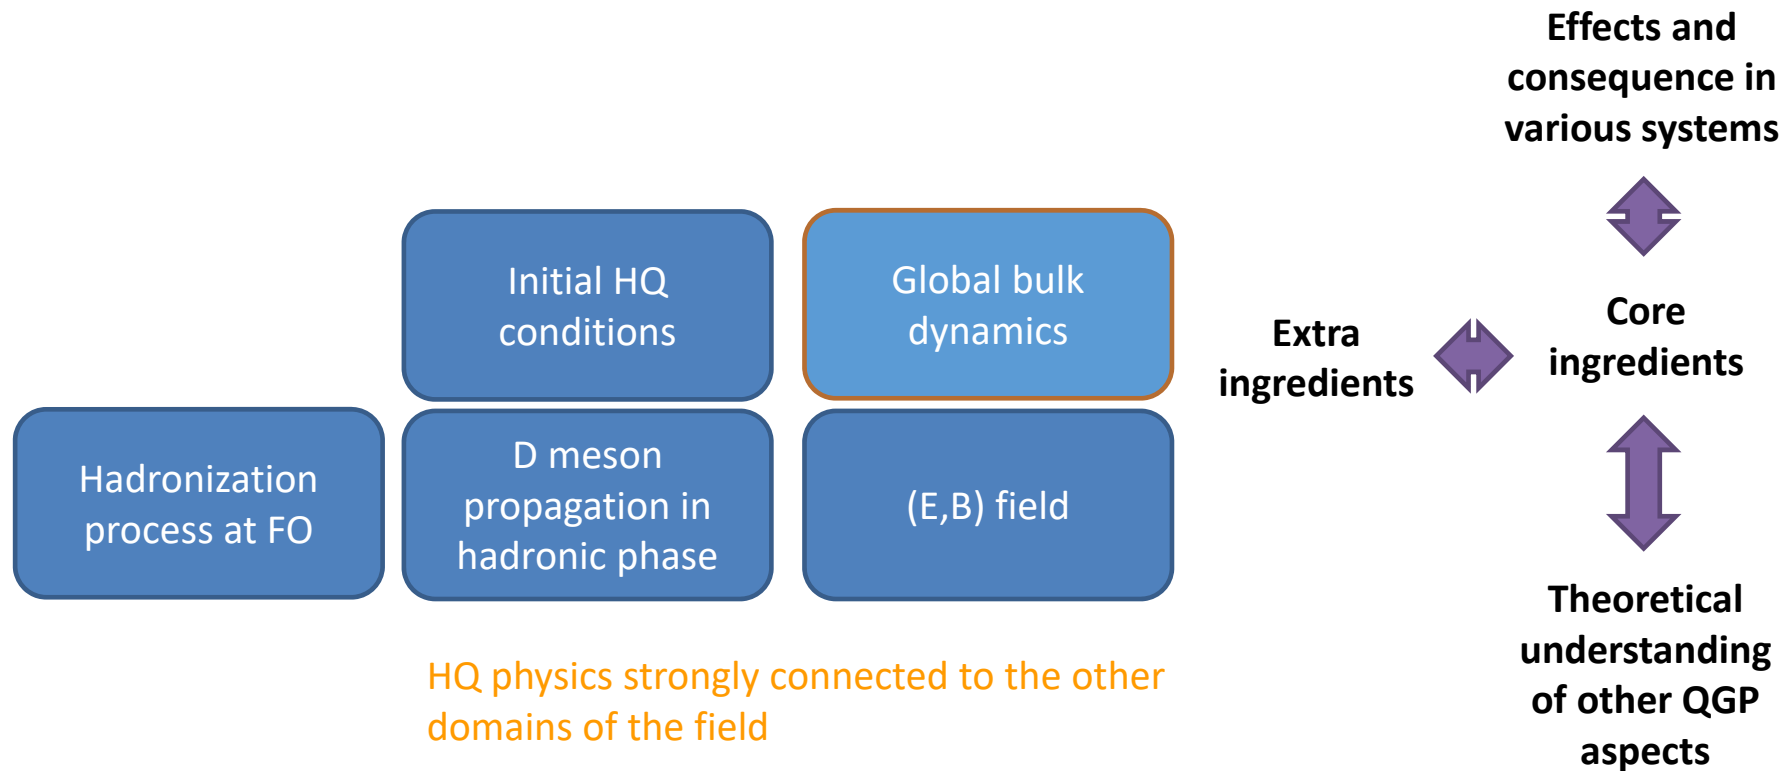 Effects and
consequence in
various systems
Initial HQ
conditions
Global bulk
dynamics
Extra
ingredients
Core
ingredients
Hadronization
process at FO
D meson
propagation in
hadronic phase
(E,B) field
Theoretical
understanding
of other QGP
aspects
HQ physics strongly connected to the other
domains of the field